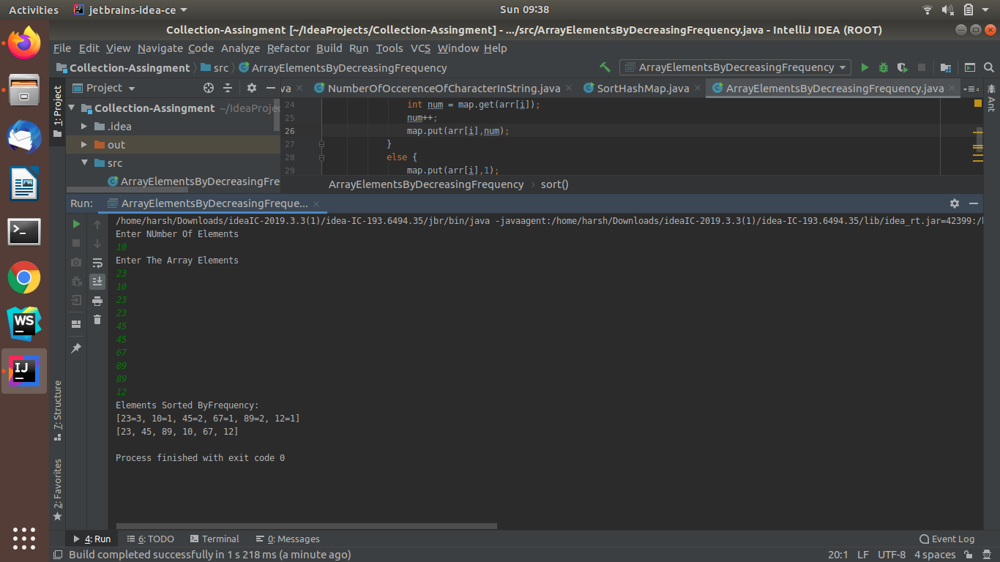 Activities jetbrains-idea-ce Sun 09:38
Collection-Assingment [~/IdeaProjects/Collection-Assingment] - .../src/ArrayElementsByDecreasingFrequency.java - IntelliJ IDEA (ROOT)
File Edit View Navigate Code Analyze Refactor Build Run Tools VCS Window Help
Collection-Assingment src ArrayElementsByDecreasingFrequency ArrayElementsByDecreasingFrequency
1: Project
Project va NumberOfOccerenceOfCharacterInString.java SortHashMap.java ArrayElementsByDecreasingFrequency.java 4
Ant
Collection-Assingment ~/IdeaProjec
.idea
out
src
ArrayElementsByDecreasingFre
24 int num = map.get(arr[i]);
25 num++;
26 map.put(arr[i],num);
27 }
28 else {
29 map.put(arr[i],1);
ArrayElementsByDecreasingFrequency › sort()
Run: ArrayElementsByDecreasingFreque...
/home/harsh/Downloads/ideaIC-2019.3.3(1)/idea-IC-193.6494.35/jbr/bin/java -javaagent:/home/harsh/Downloads/ideaIC-2019.3.3(1)/idea-IC-193.6494.35/lib/idea_rt.jar=42399:/h
Enter NUmber Of Elements
10
Enter The Array Elements
23
10
23
23
45
45
67
89
89
12
Elements Sorted ByFrequency:
[23=3, 10=1, 45=2, 67=1, 89=2, 12=1]
[23, 45, 89, 10, 67, 12]
Process finished with exit code 0
WS
IJ
7: Structure
2: Favorites
4: Run 6: TODO Terminal 0: Messages Event Log
Build completed successfully in 1 s 218 ms (a minute ago) 20:1 LF UTF-8 4 spaces